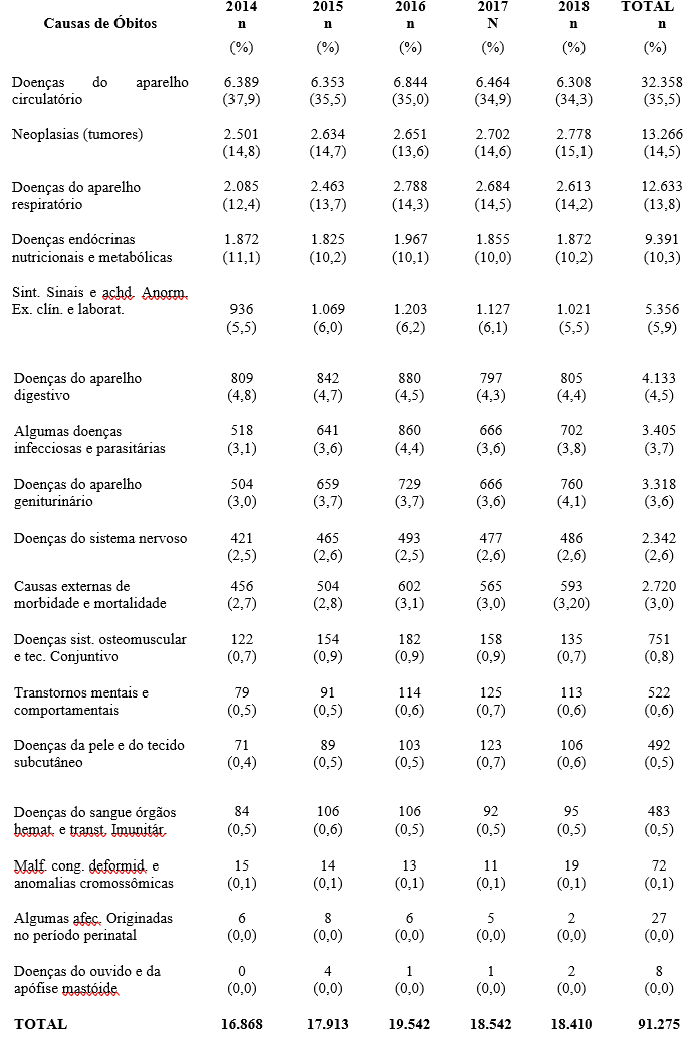 2014 2015 2016 2017 2018 TOTAL
Causas de Óbitos n n n N n n
(%) (%) (%) (%) (%) (%)
Doenças do aparelho 6.389 6.353 6.844 6.464 6.308 32.358
circulatório (37,9) (35,5) (35,0) (34,9) (34,3) (35,5)
Neoplasias (tumores) 2.501 2.634 2.651 2.702 2.778 13.266
(14,8) (14,7) (13,6) (14,6) (15,1) (14,5)
Doenças do aparelho 2.085 2.463 2.788 2.684 2.613 12.633
respiratório (12,4) (13,7) (14,3) (14,5) (14,2) (13,8)
Doenças endócrinas 1.872 1.825 1.967 1.855 1.872 9.391
nutricionais e metabólicas (11,1) (10,2) (10,1) (10,0) (10,2) (10,3)
Sint. Sinais e achd. Anorm.
Ex. clín. e laborat. 936 1.069 1.203 1.127 1.021 5.356
(5,5) (6,0) (6,2) (6,1) (5,5) (5,9)
Doenças do aparelho 809 842 880 797 805 4.133
digestivo (4,8) (4,7) (4,5) (4,3) (4,4) (4,5)
Algumas doenças 518 641 860 666 702 3.405
infecciosas e parasitárias (3,1) (3,6) (4,4) (3,6) (3,8) (3,7)
Doenças do aparelho 504 659 729 666 760 3.318
geniturinário (3,0) (3,7) (3,7) (3,6) (4,1) (3,6)
Doenças do sistema nervoso 421 465 493 477 486 2.342
(2,5) (2,6) (2,5) (2,6) (2,6) (2,6)
Causas externas de 456 504 602 565 593 2.720
morbidade e mortalidade (2,7) (2,8) (3,1) (3,0) (3,20) (3,0)
Doenças sist. osteomuscular 122 154 182 158 135 751
e tec. Conjuntivo (0,7) (0,9) (0,9) (0,9) (0,7) (0,8)
Transtornos mentais e 79 91 114 125 113 522
comportamentais (0,5) (0,5) (0,6) (0,7) (0,6) (0,6)
Doenças da pele e do tecido 71 89 103 123 106 492
subcutâneo (0,4) (0,5) (0,5) (0,7) (0,6) (0,5)
Doenças do sangue órgãos 84 106 106 92 95 483
hemat. e transt. Imunitár. (0,5) (0,6) (0,5) (0,5) (0,5) (0,5)
Malf. cong. deformid. e 15 14 13 11 19 72
anomalias cromossômicas (0,1) (0,1) (0,1) (0,1) (0,1) (0,1)
Algumas afec. Originadas 6 8 6 5 2 27
no período perinatal (0,0) (0,0) (0,0) (0,0) (0,0) (0,0)
Doenças do ouvido e da 0 4 1 1 2 8
apófise mastóide (0,0) (0,0) (0,0) (0,0) (0,0) (0,0)
TOTAL 16.868 17.913 19.542 18.542 18.410 91.275